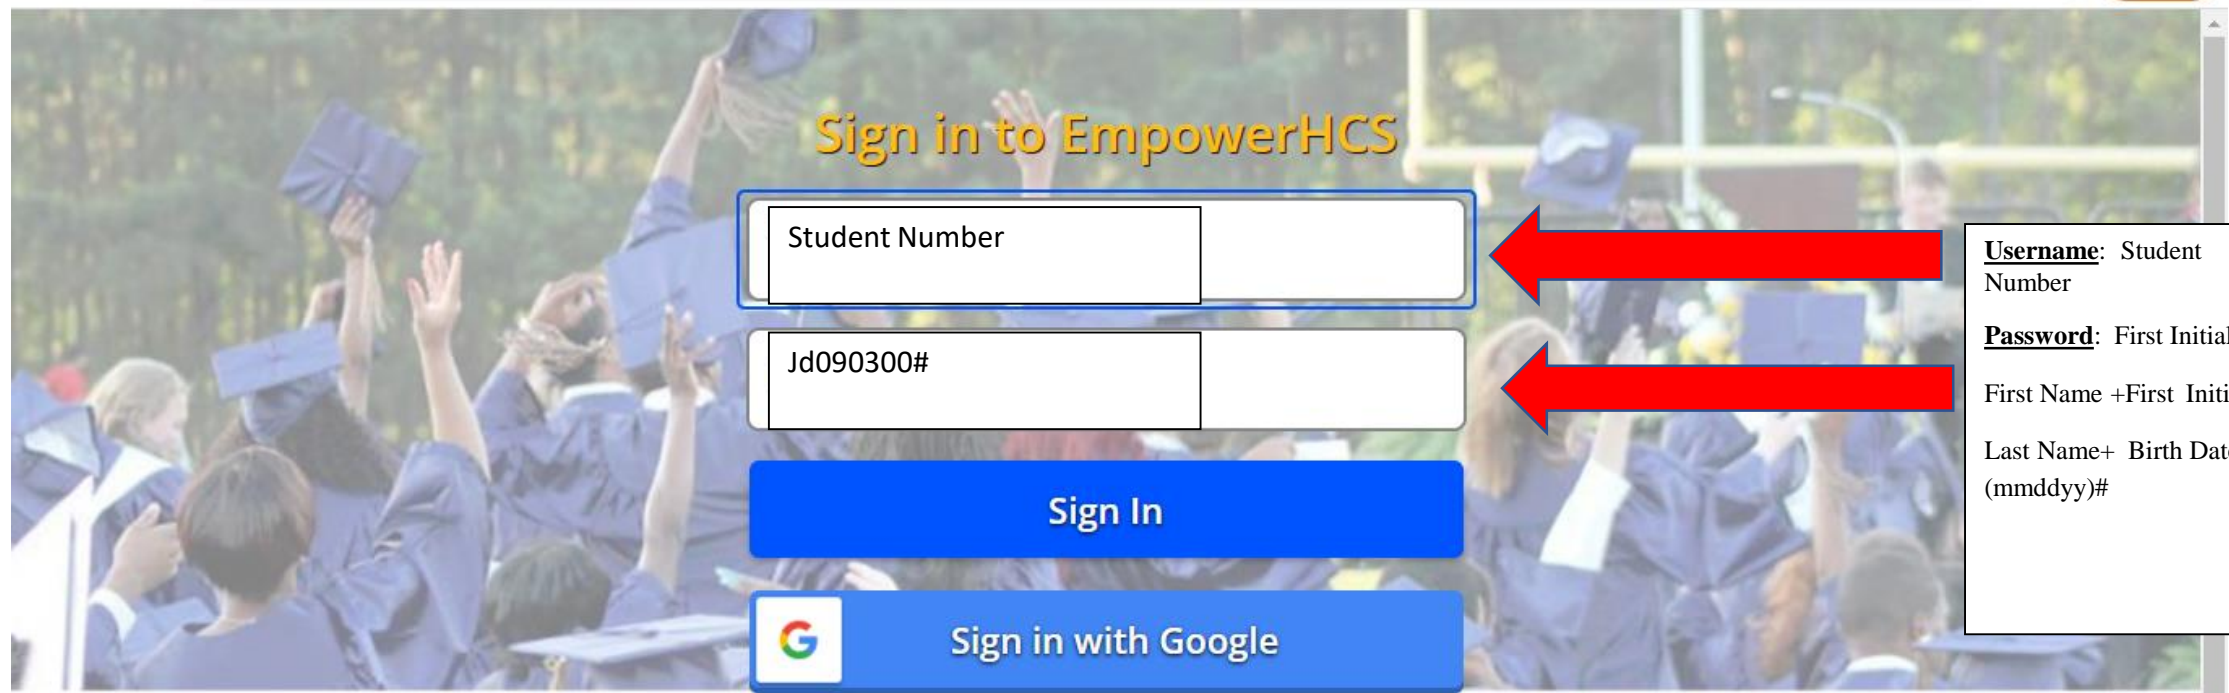 Sign in to EmpowerHCS
Student Number
Jd090300#
Sign In
G Sign in with Google
Username: Student
Number
Password: First Initial
First Name +First Initi
Last Name+ Birth Dat
(mmddyy)#